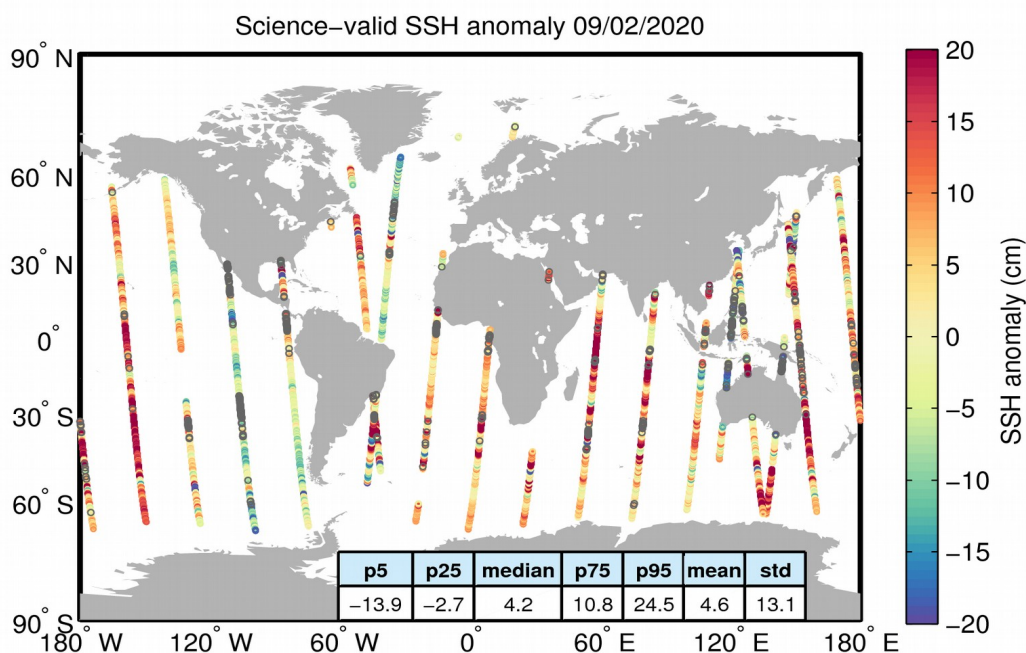 Science−valid SSH anomaly 09/02/2020
90° N
60° N
30° N
0°
30° S
60° S
90° S
180° W
120° W
60° W
0°
60° E
120° E
180° E
p5 p25 median p75 p95 mean std
−13.9 −2.7 4.2 10.8 24.5 4.6 13.1
20
15
10
5
0
−5
−10
−15
−20
SSH anomaly (cm)